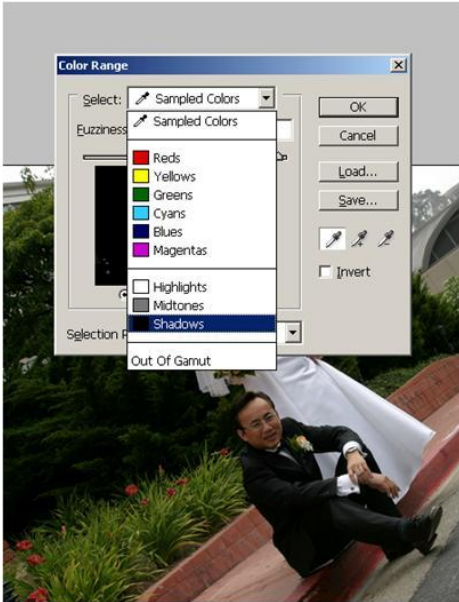 Color Range
Select: Sampled Colors
Fuzziness
Sampled Colors
Reds
Yellows
Greens
Cyans
Blues
Magentas
Highlights
Midtones
Shadows
Out Of Gamut
OK
Cancel
Load...
Save...
Invert
Selection P